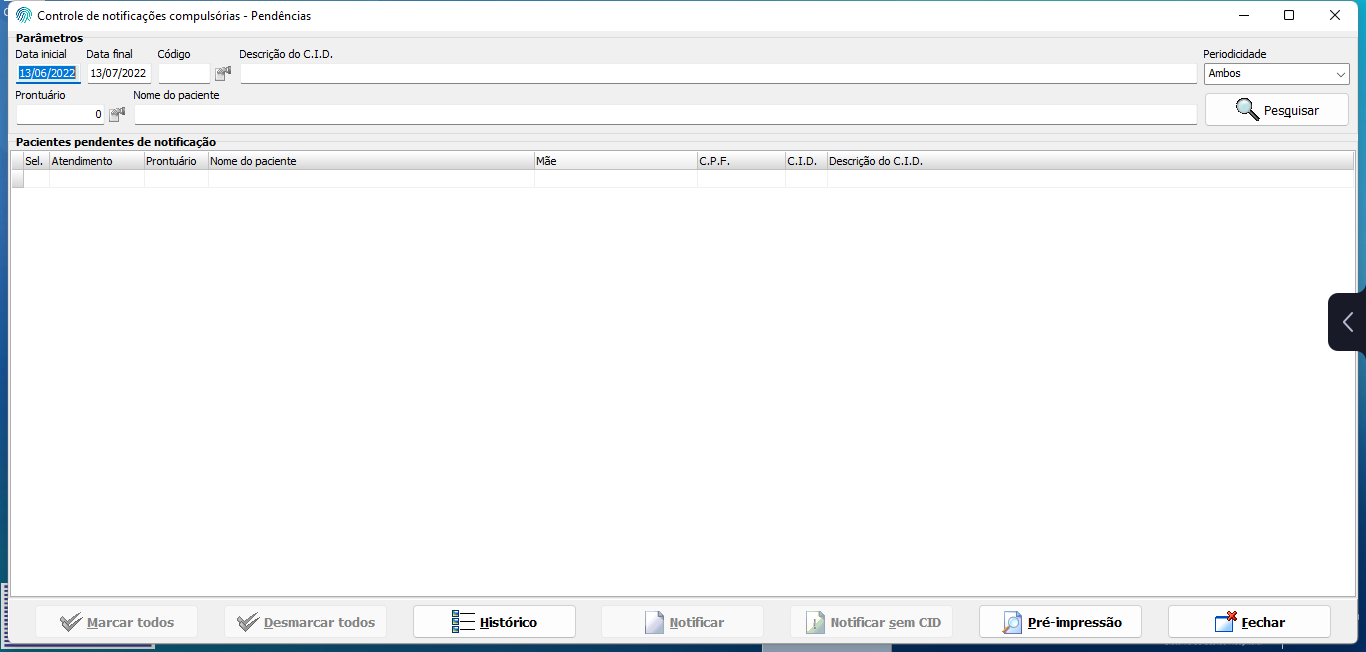 Controle de notificações compulsórias - Pendências
Parâmetros
Data inicial Data final Código Descrição do C.I.D. Periodicidade
13/06/2022 13/07/2022 Ambos
Prontuário Nome do paciente
0 Pesquisar
Pacientes pendentes de notificação
Sel. Atendimento Prontuário Nome do paciente Mãe C.P.F. C.I.D. Descrição do C.I.D.
Marcar todos Desmarcar todos Histórico Notificar Notificar sem CID Pré-impressão Fechar